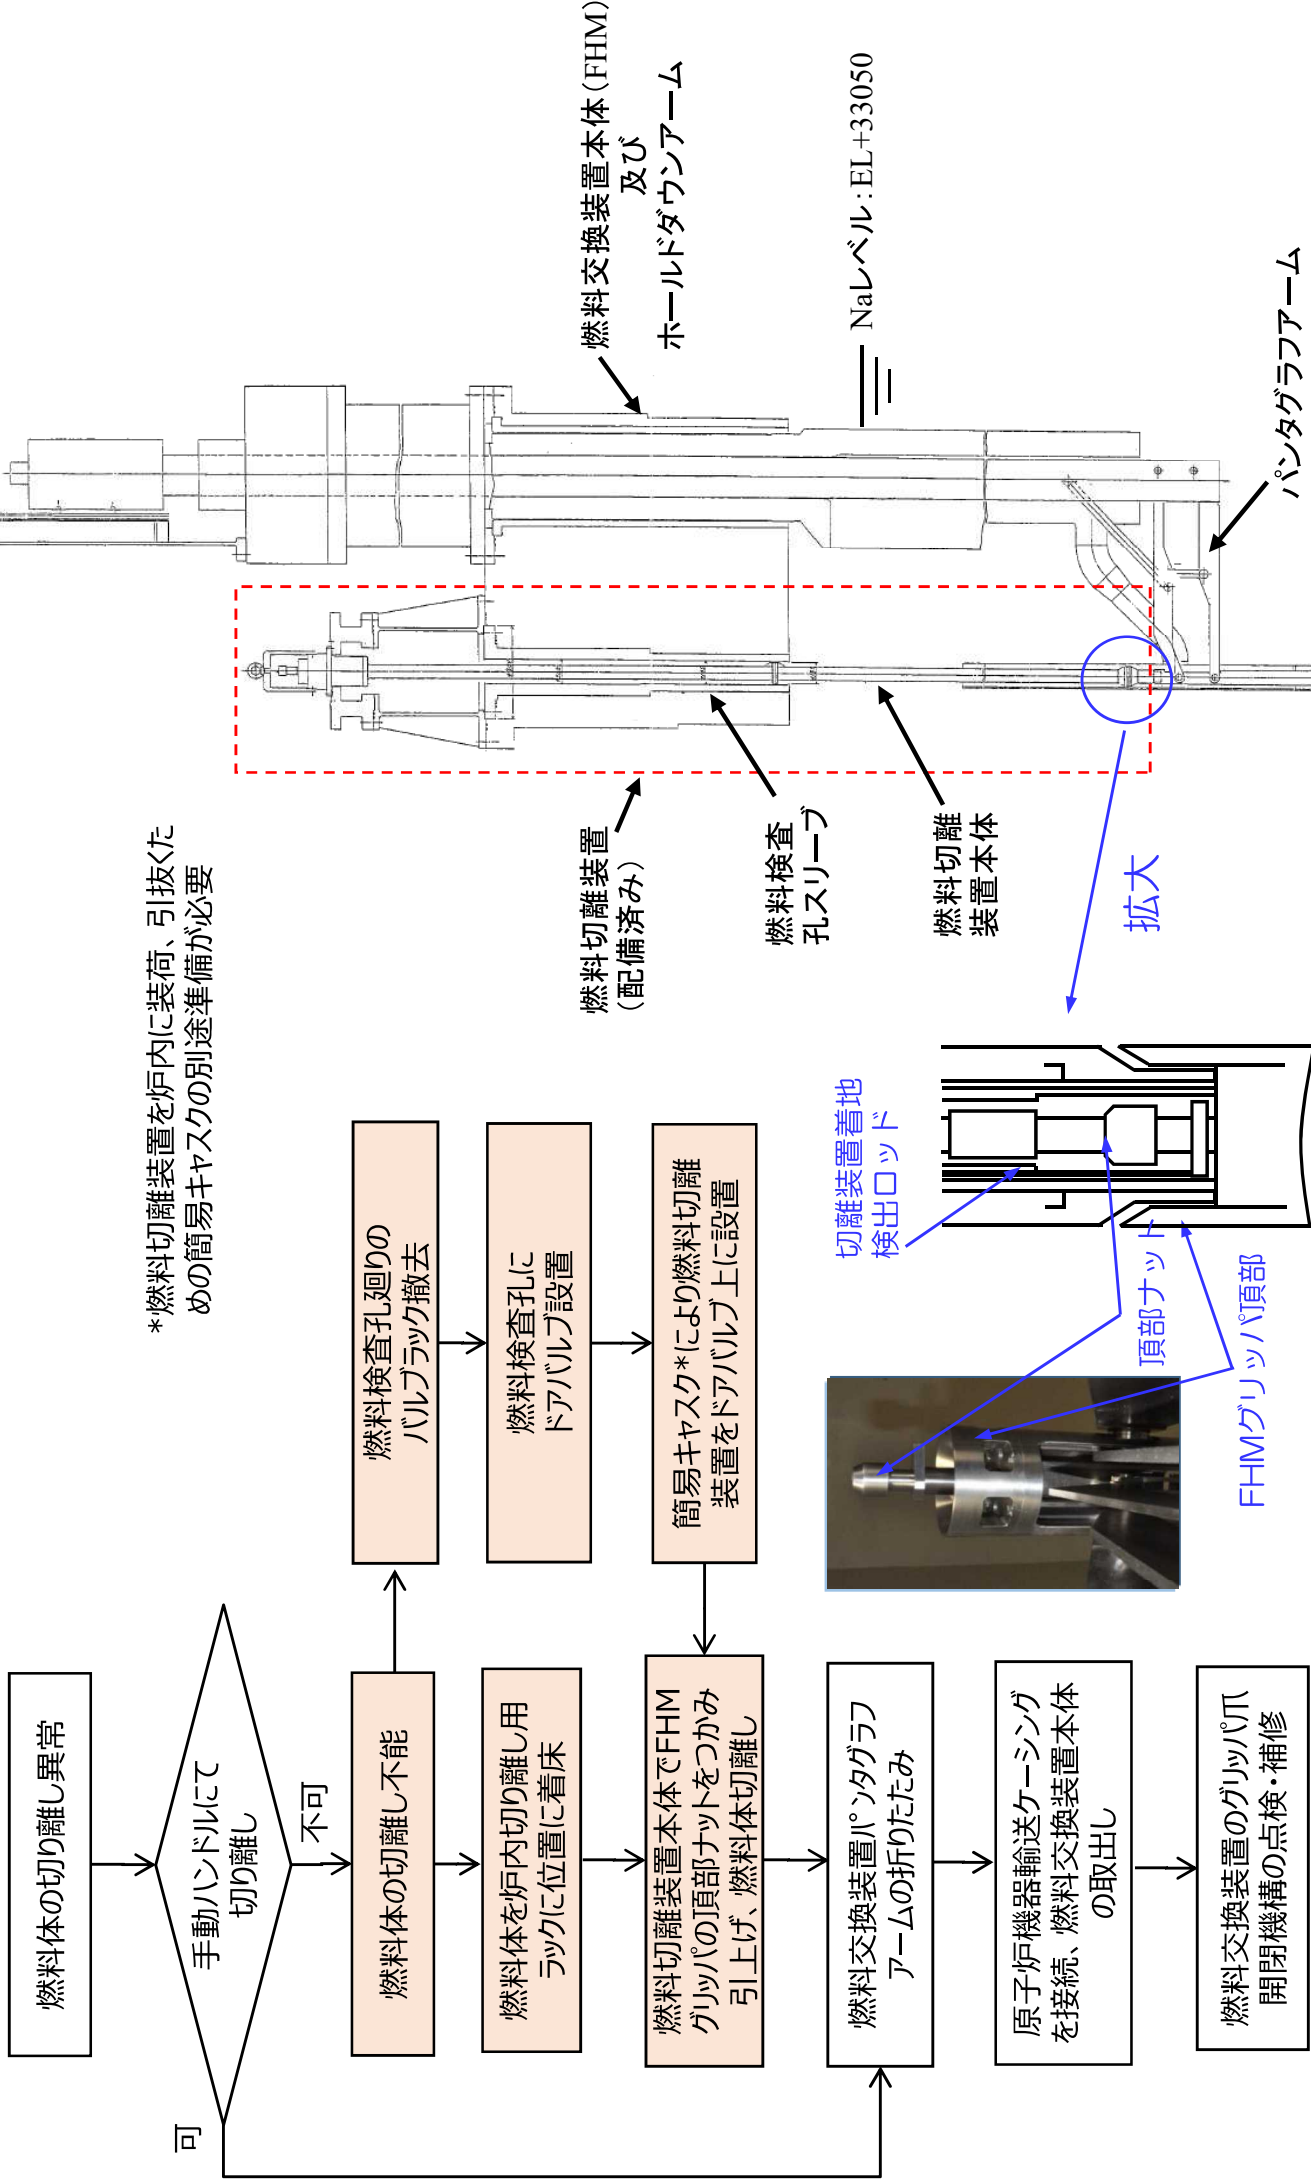 燃料体の切り離し異常
手動ハンドルにて
切り離し
可
不可
燃料体の切離し不能
燃料体を炉内切り離し用
ラックに位置に着床
燃料切離装置本体でFHM
グリッパの頂部ナットをつかみ
引上げ、燃料体切離し
燃料交換装置パンタグラフ
アームの折りたたみ
原子炉機器輸送ケーシング
を接続、燃料交換装置本体
の取出し
燃料交換装置のグリッパ爪
開閉機構の点検・補修
燃料検査孔廻りの
バルブラック撤去
燃料検査孔に
ドアバルブ設置
簡易キャスク*により燃料切離
装置をドアバルブ上に設置
*燃料切離装置を炉内に装荷、引抜くた
めの簡易キャスクの別途準備が必要
燃料切離装置
（配備済み）
燃料検査
孔スリーブ
燃料切離
装置本体
拡大
切離装置着地
検出ロッド
頂部ナット
FHMグリッパ頂部
燃料交換装置本体（FHM）
及び
ホールドダウンアーム
Naレベル：EL+33050
パンタグラフアーム